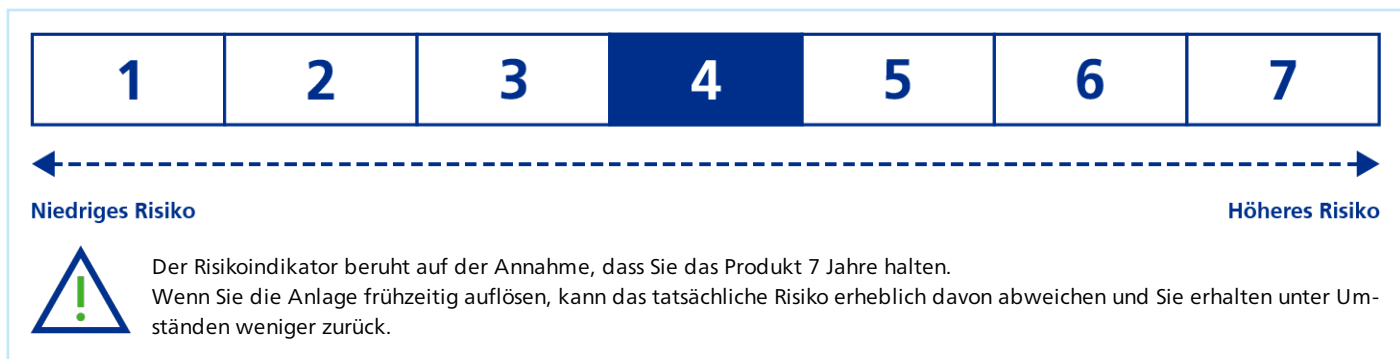 1 2 3 4 5 6 7
Niedriges Risiko Höheres Risiko
Der Risikoindikator beruht auf der Annahme, dass Sie das Produkt 7 Jahre halten.
Wenn Sie die Anlage frühzeitig auflösen, kann das tatsächliche Risiko erheblich davon abweichen und Sie erhalten unter Um-
ständen weniger zurück.